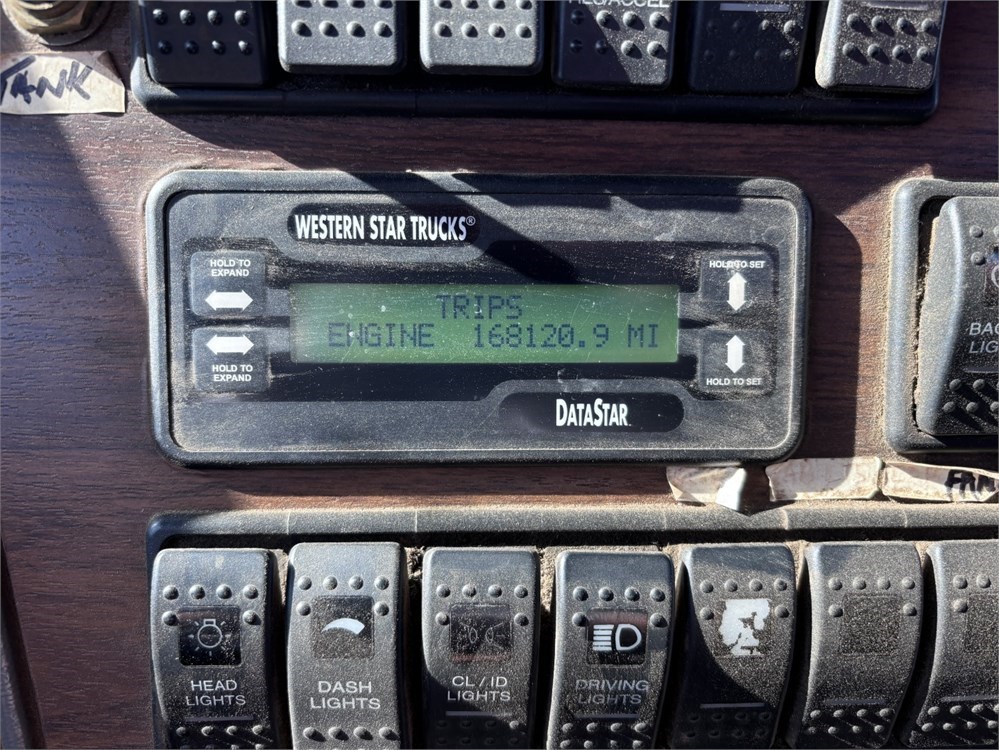 TANK
WESTERN STAR TRUCKS®
HOLD TO
EXPAND
HOLD TO SET
TRIPS
ENGINE 168120.9 MI
HOLD TO
EXPAND
HOLD TO SET
DATASTAR
HEAD
LIGHTS
DASH
LIGHTS
CL / ID
LIGHTS
DRIVING
LIGHTS